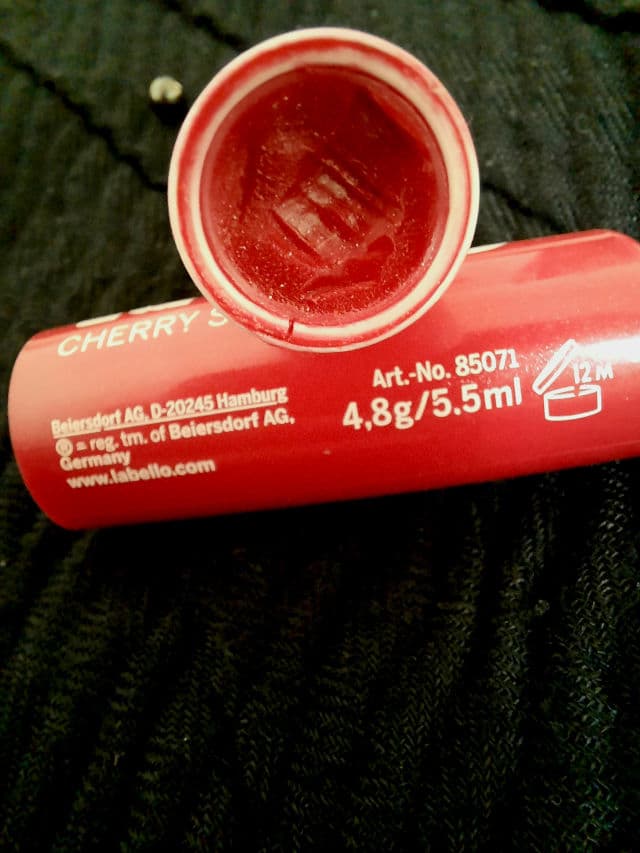 CHERRY S
Beiersdorf AG, D-20245 Hamburg
® = reg. tm. of Beiersdorf AG,
Germany
www.labello.com
Art.-No. 85071
4,8g/5.5ml
12 M